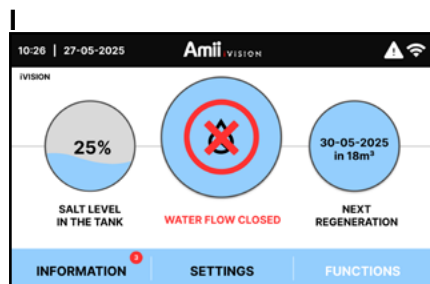 10:26 | 27-05-2025
Amii iVISION
iVISION
25%
30-05-2025
in 18m³
SALT LEVEL
IN THE TANK
WATER FLOW CLOSED
NEXT
REGENERATION
3
INFORMATION
SETTINGS
FUNCTIONS